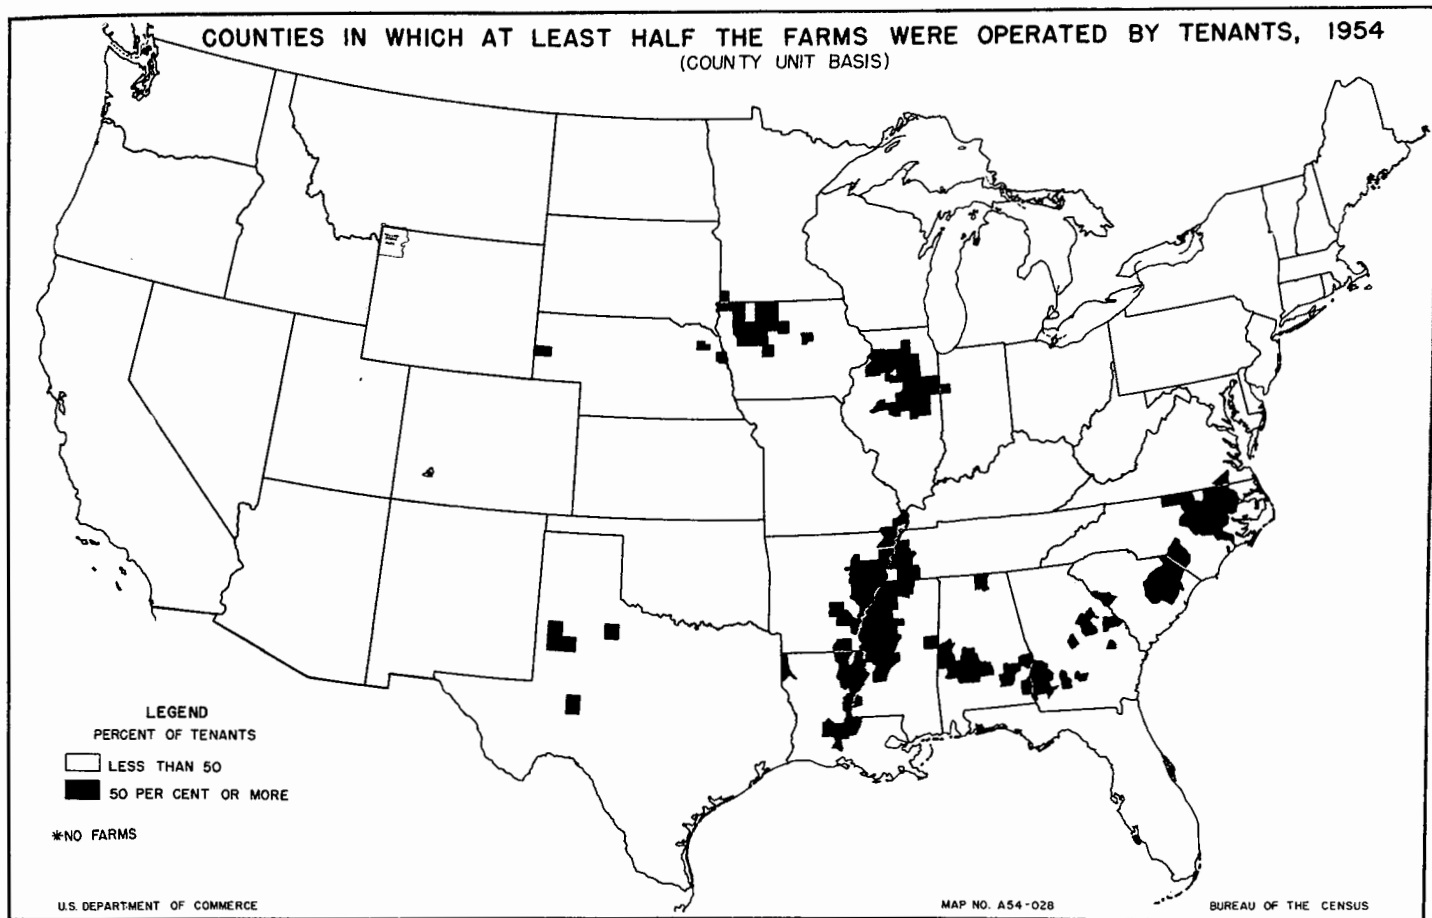 COUNTIES IN WHICH AT LEAST HALF THE FARMS WERE OPERATED BY TENANTS, 1954
(COUNTY UNIT BASIS)
LEGEND
PERCENT OF TENANTS
LESS THAN 50
50 PER CENT OR MORE
*NO FARMS
U.S. DEPARTMENT OF COMMERCE
MAP NO. A54-028
BUREAU OF THE CENSUS